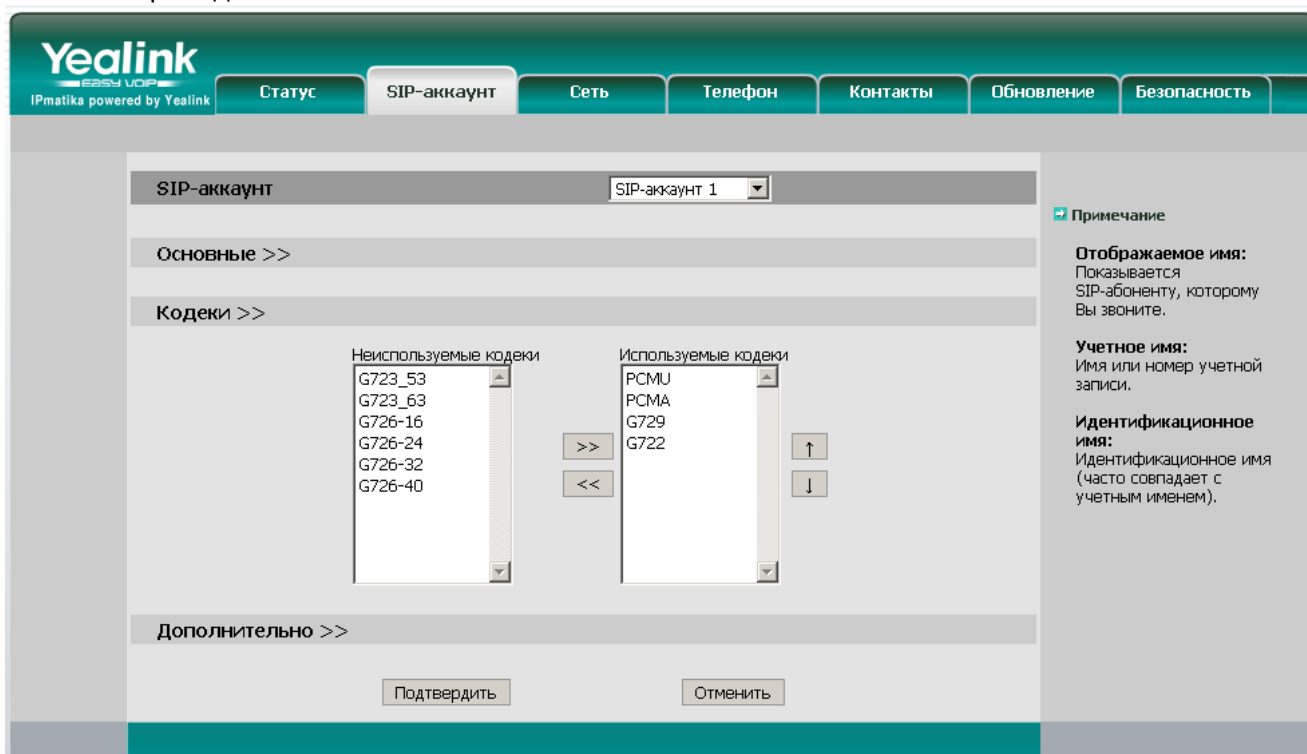 Yealink
EASY VOIP
IPmatika powered by Yealink
Статус
SIP-аккаунт
Сеть
Телефон
Контакты
Обновление
Безопасность
SIP-аккаунт
SIP-аккаунт 1
Основные >>
Кодеки >>
Неиспользуемые кодеки
G723_53
G723_63
G726-16
G726-24
G726-32
G726-40
>>
<<
Используемые кодеки
PCMU
PCMA
G729
G722
↑
↓
Дополнительно >>
Подтвердить
Отменить
Примечание
Отображаемое имя:
Показывается
SIP-абоненту, которому
Вы звоните.
Учетное имя:
Имя или номер учетной
записи.
Идентификационное
имя:
Идентификационное имя
(часто совпадает с
учетным именем).